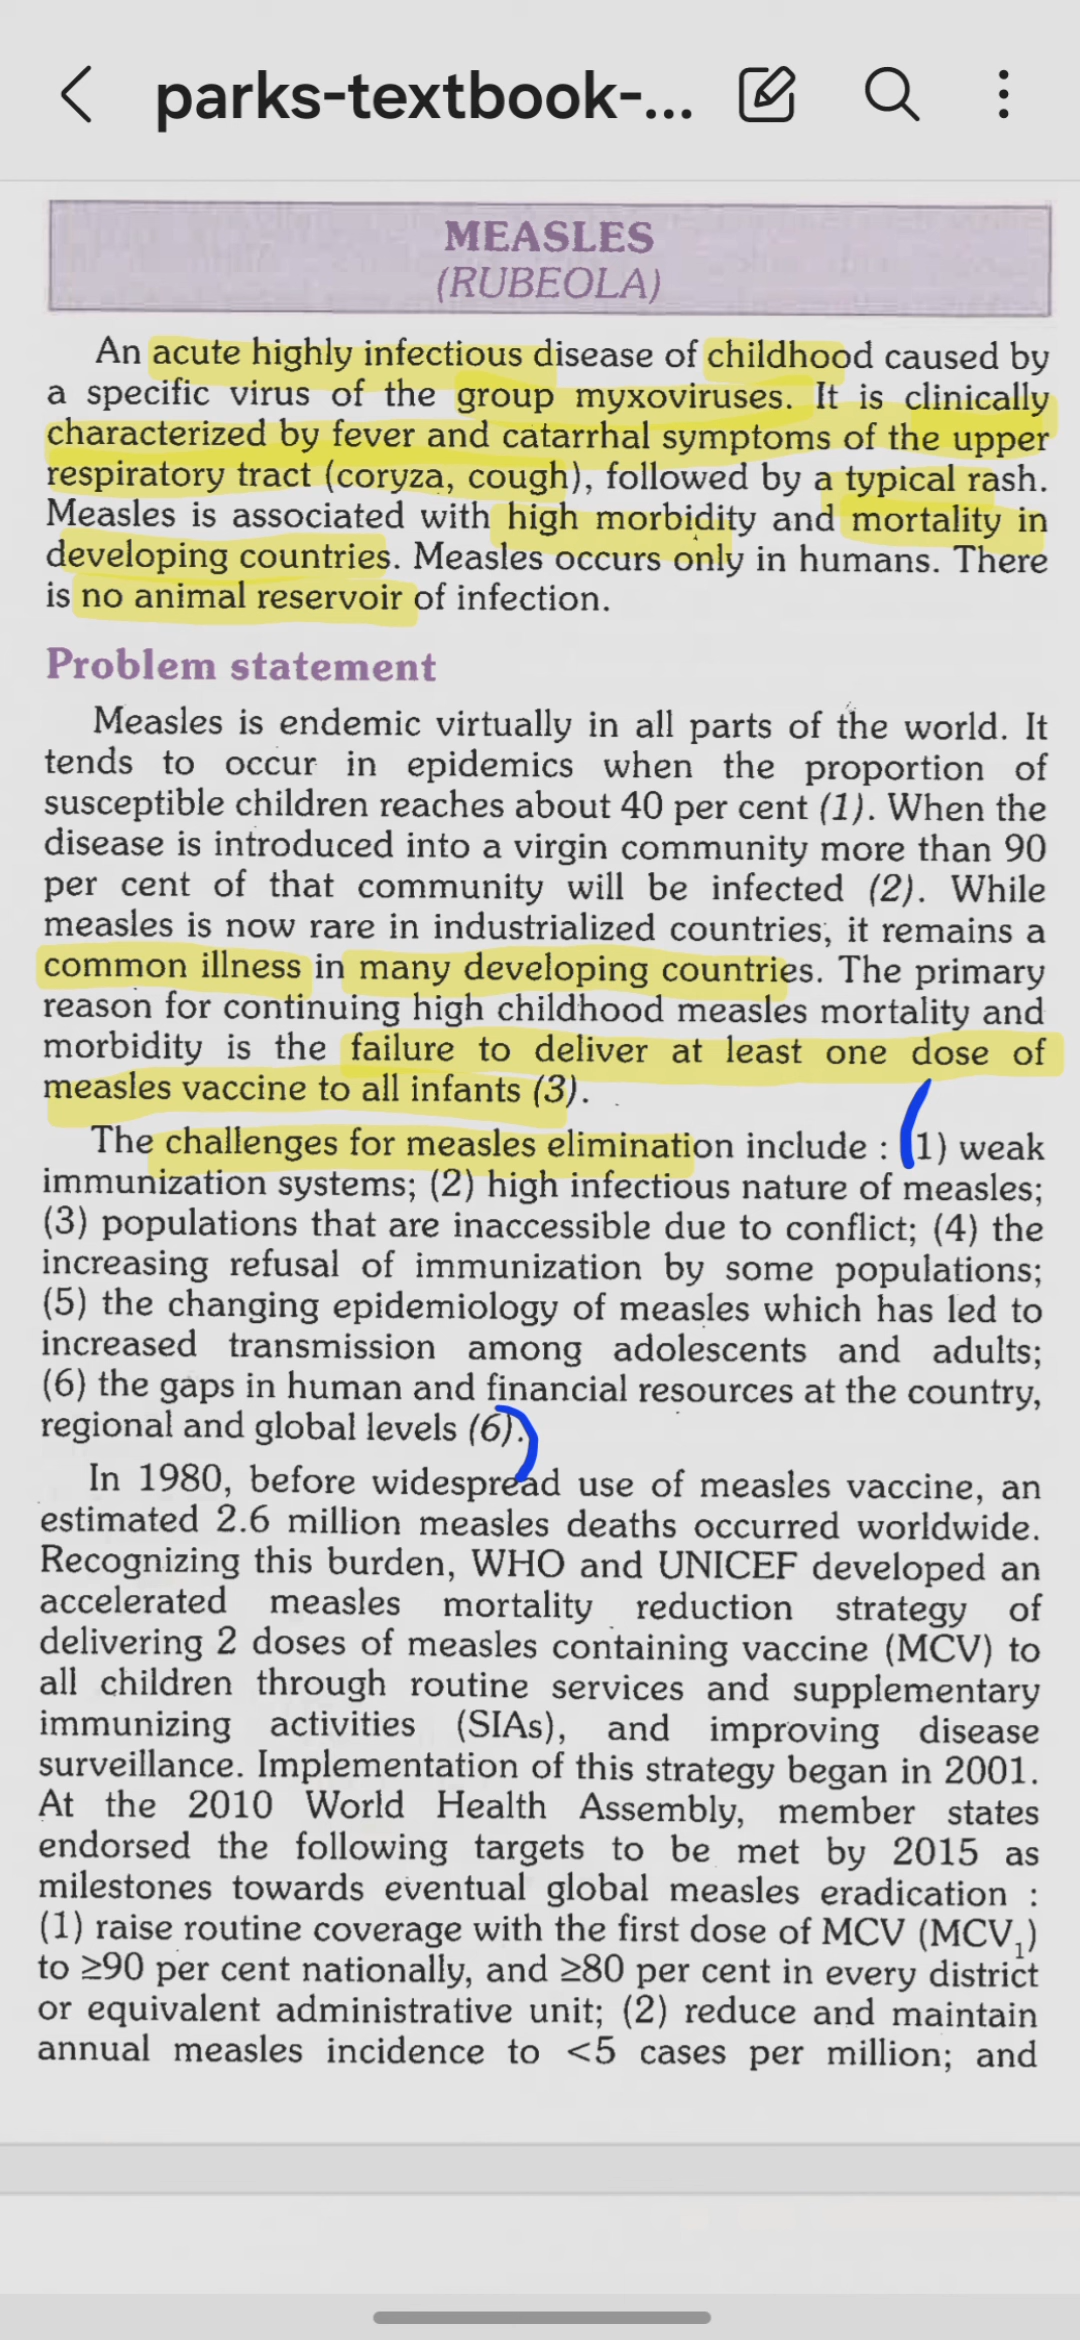 parks-textbook-...
MEASLES
(RUBEOLA)
An acute highly infectious disease of childhood caused by
a specific virus of the group myxoviruses. It is clinically
characterized by fever and catarrhal symptoms of the upper
respiratory tract (coryza, cough), followed by a typical rash.
Measles is associated with high morbidity and mortality in
developing countries. Measles occurs only in humans. There
is no animal reservoir of infection.
Problem statement
Measles is endemic virtually in all parts of the world. It
tends to occur in epidemics when the proportion of
susceptible children reaches about 40 per cent (1). When the
disease is introduced into a virgin community more than 90
per cent of that community will be infected (2). While
measles is now rare in industrialized countries, it remains a
common illness in many developing countries. The primary
reason for continuing high childhood measles mortality and
morbidity is the failure to deliver at least one dose of
measles vaccine to all infants (3).
The challenges for measles elimination include : (1) weak
immunization systems; (2) high infectious nature of measles;
(3) populations that are inaccessible due to conflict; (4) the
increasing refusal of immunization by some populations;
(5) the changing epidemiology of measles which has led to
increased transmission among adolescents and adults;
(6) the gaps in human and financial resources at the country,
regional and global levels (6).
In 1980, before widespread use of measles vaccine, an
estimated 2.6 million measles deaths occurred worldwide.
Recognizing this burden, WHO and UNICEF developed an
accelerated measles mortality reduction strategy of
delivering 2 doses of measles containing vaccine (MCV) to
all children through routine services and supplementary
immunizing activities (SIAs), and improving disease
surveillance. Implementation of this strategy began in 2001.
At the 2010 World Health Assembly, member states
endorsed the following targets to be met by 2015 as
milestones towards eventual global measles eradication :
(1) raise routine coverage with the first dose of MCV (MCV₁)
to ≥90 per cent nationally, and ≥80 per cent in every district
or equivalent administrative unit; (2) reduce and maintain
annual measles incidence to <5 cases per million; and